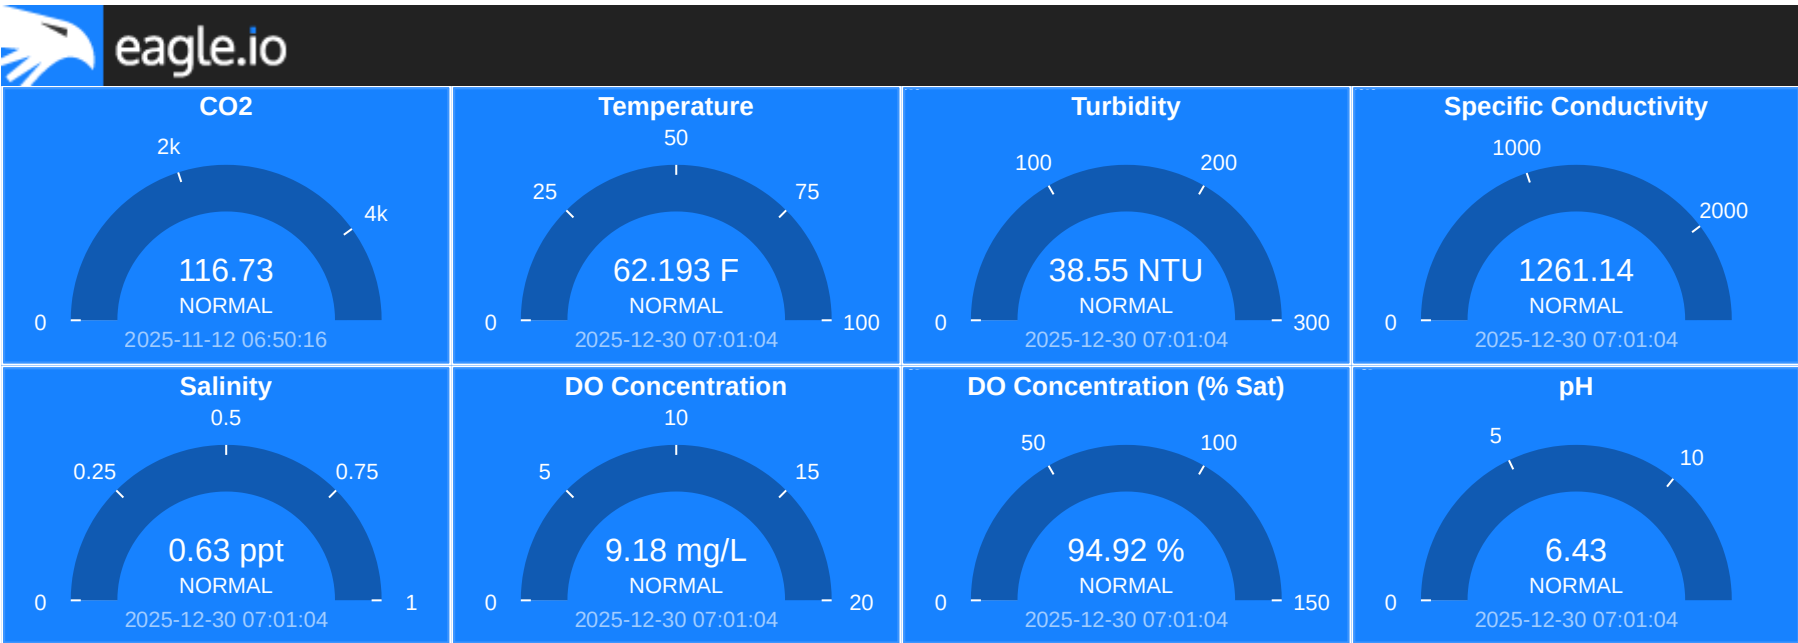 eagle.io
CO2
2k
4k
0
116.73
NORMAL
2025-11-12 06:50:16
Temperature
50
25
75
0
100
62.193 F
NORMAL
2025-12-30 07:01:04
Turbidity
100
200
0
300
38.55 NTU
NORMAL
2025-12-30 07:01:04
Specific Conductivity
1000
2000
0
1261.14
NORMAL
2025-12-30 07:01:04
Salinity
0.5
0.25
0.75
0
1
0.63 ppt
NORMAL
2025-12-30 07:01:04
DO Concentration
10
5
15
0
20
9.18 mg/L
NORMAL
2025-12-30 07:01:04
DO Concentration (% Sat)
50
100
0
150
94.92 %
NORMAL
2025-12-30 07:01:04
pH
5
10
0
6.43
NORMAL
2025-12-30 07:01:04